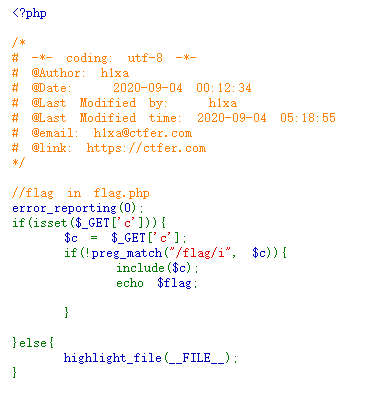 <?php
/*
# -*- coding: utf-8 -*-
# @Author: h1xa
# @Date:   2020-09-04 00:12:34
# @Last Modified by:   h1xa
# @Last Modified time: 2020-09-04 05:18:55
# @email: h1xa@ctfer.com
# @link: https://ctfer.com
*/
//flag in flag.php
error_reporting(0);
if(isset($_GET['c'])){
    $c = $_GET['c'];
    if(!preg_match("/flag/i", $c)){
        include($c);
        echo $flag;
    }
}else{
    highlight_file(__FILE__);
}